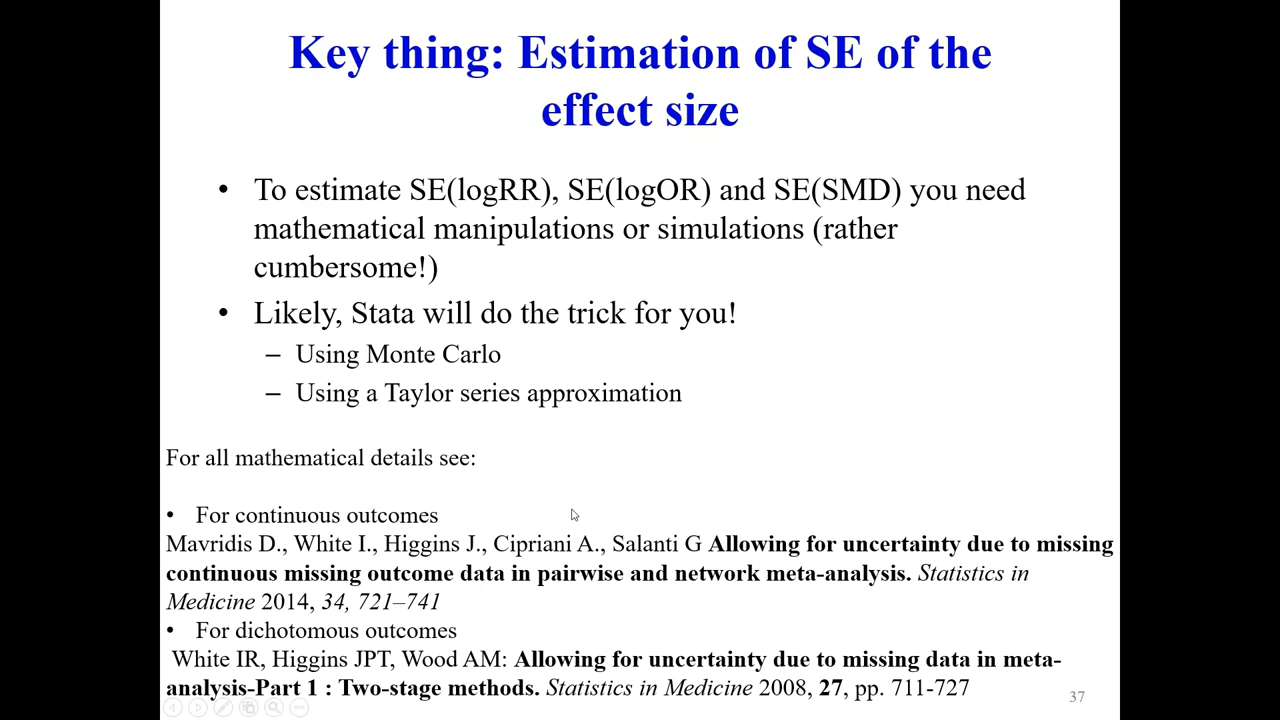 Key thing: Estimation of SE of the
effect size
• To estimate SE(logRR), SE(logOR) and SE(SMD) you need
mathematical manipulations or simulations (rather
cumbersome!)
• Likely, Stata will do the trick for you!
– Using Monte Carlo
– Using a Taylor series approximation
For all mathematical details see:
• For continuous outcomes
Mavridis D., White I., Higgins J., Cipriani A., Salanti G Allowing for uncertainty due to missing
continuous missing outcome data in pairwise and network meta-analysis. Statistics in
Medicine 2014, 34, 721–741
• For dichotomous outcomes
White IR, Higgins JPT, Wood AM: Allowing for uncertainty due to missing data in meta-
analysis-Part 1 : Two-stage methods. Statistics in Medicine 2008, 27, pp. 711-727
37